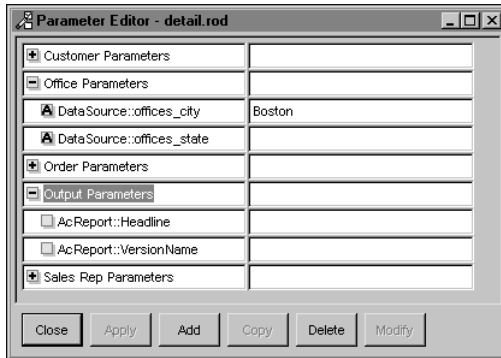 Parameter Editor - detail.rod
Customer Parameters
Office Parameters
A DataSource::offices_city Boston
A DataSource::offices_state
Order Parameters
Output Parameters
AcReport::Headline
AcReport::VersionName
Sales Rep Parameters
Close Apply Add Copy Delete Modify